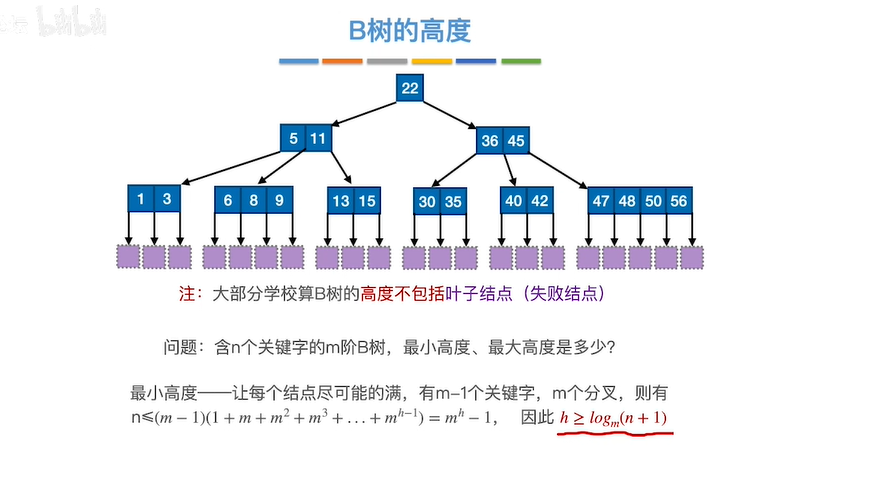 bilibili
B树的高度
22
5 11
36 45
1 3
6 8 9
13 15
30 35
40 42
47 48 50 56
注：大部分学校算B树的高度不包括叶子结点（失败结点）
问题：含n个关键字的m阶B树，最小高度、最大高度是多少？
最小高度——让每个结点尽可能的满，有m-1个关键字，m个分叉，则有
n≤(m − 1)(1 + m + m² + m³ + . . . + mʰ⁻¹) = mʰ − 1， 因此 h ≥ logₘ(n + 1)